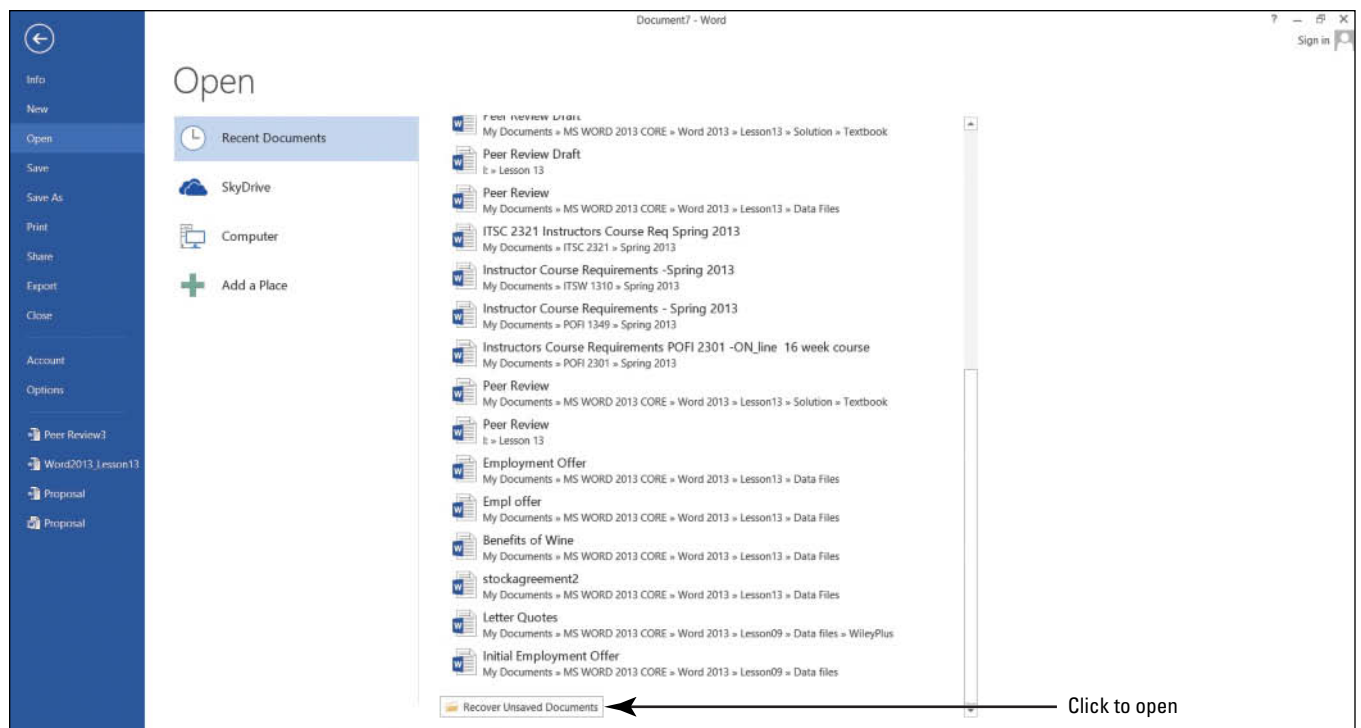 Document7 - Word
?
Sign in
Info
New
Open
Save
Save As
Print
Share
Export
Close
Account
Options
Peer Review3
Word2013_Lesson13
Proposal
Proposal
Open
Recent Documents
SkyDrive
Computer
Add a Place
Peer Review Draft
My Documents » MS WORD 2013 CORE » Word 2013 » Lesson13 » Solution » Textbook
Peer Review Draft
I: » Lesson 13
Peer Review
My Documents » MS WORD 2013 CORE » Word 2013 » Lesson13 » Data Files
ITSC 2321 Instructors Course Req Spring 2013
My Documents » ITSC 2321 » Spring 2013
Instructor Course Requirements -Spring 2013
My Documents » ITSW 1310 » Spring 2013
Instructor Course Requirements - Spring 2013
My Documents » POFI 1349 » Spring 2013
Instructors Course Requirements POFI 2301 -ON_line 16 week course
My Documents » POFI 2301 » Spring 2013
Peer Review
My Documents » MS WORD 2013 CORE » Word 2013 » Lesson13 » Solution » Textbook
Peer Review
I: » Lesson 13
Employment Offer
My Documents » MS WORD 2013 CORE » Word 2013 » Lesson13 » Data Files
Empl offer
My Documents » MS WORD 2013 CORE » Word 2013 » Lesson13 » Data Files
Benefits of Wine
My Documents » MS WORD 2013 CORE » Word 2013 » Lesson13 » Data Files
stockagreement2
My Documents » MS WORD 2013 CORE » Word 2013 » Lesson13 » Data Files
Letter Quotes
My Documents » MS WORD 2013 CORE » Word 2013 » Lesson09 » Data files » WileyPlus
Initial Employment Offer
My Documents » MS WORD 2013 CORE » Word 2013 » Lesson09 » Data files
Recover Unsaved Documents
Click to open